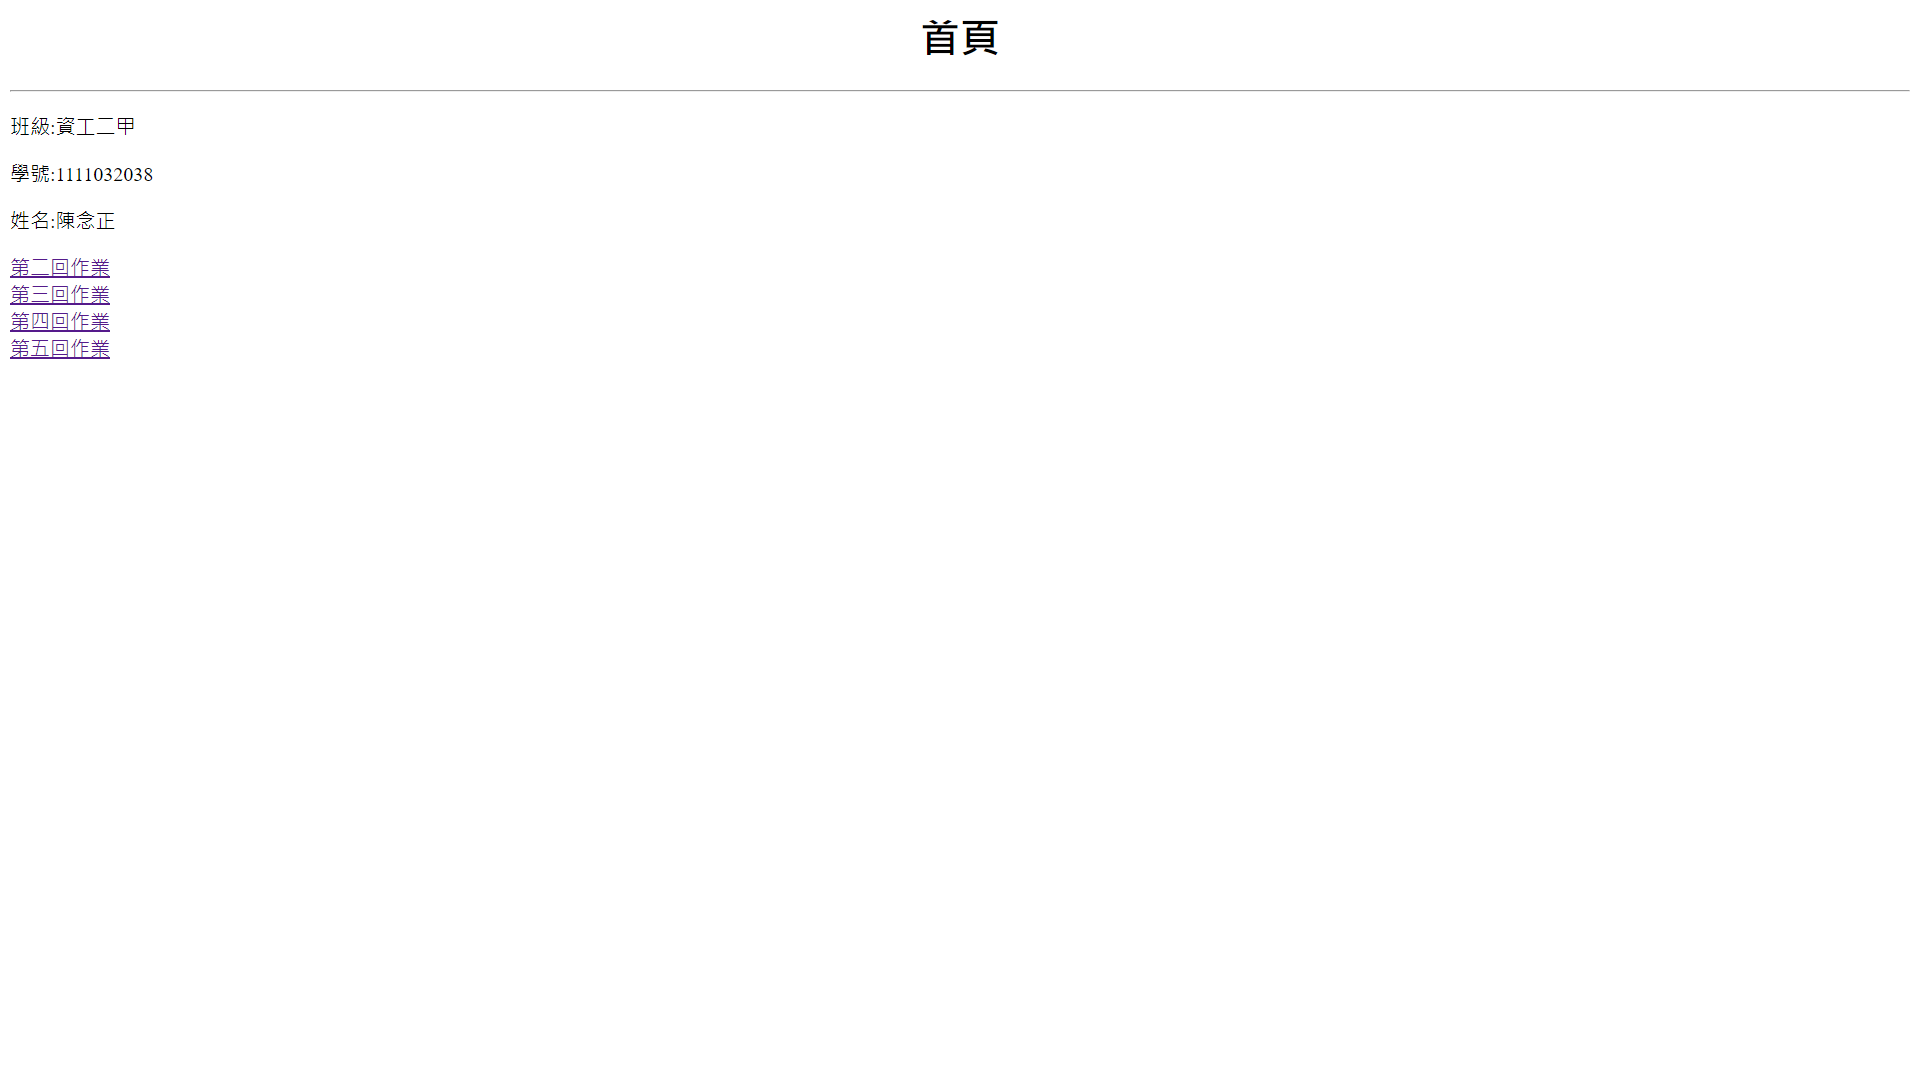 首頁
班級:資工二甲
學號:1111032038
姓名:陳念正
第二回作業
第三回作業
第四回作業
第五回作業